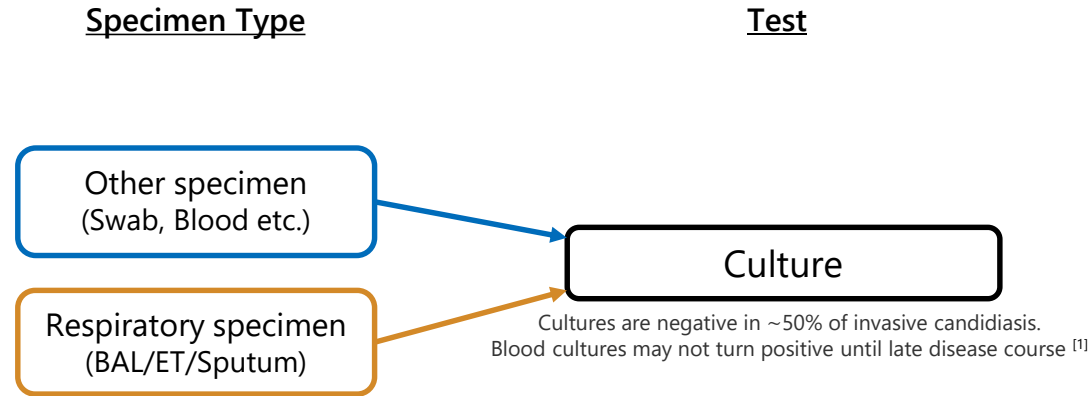 Specimen Type
Test
Other specimen
(Swab, Blood etc.)
Culture
Respiratory specimen
(BAL/ET/Sputum)
Cultures are negative in ~50% of invasive candidiasis.
Blood cultures may not turn positive until late disease course [1]